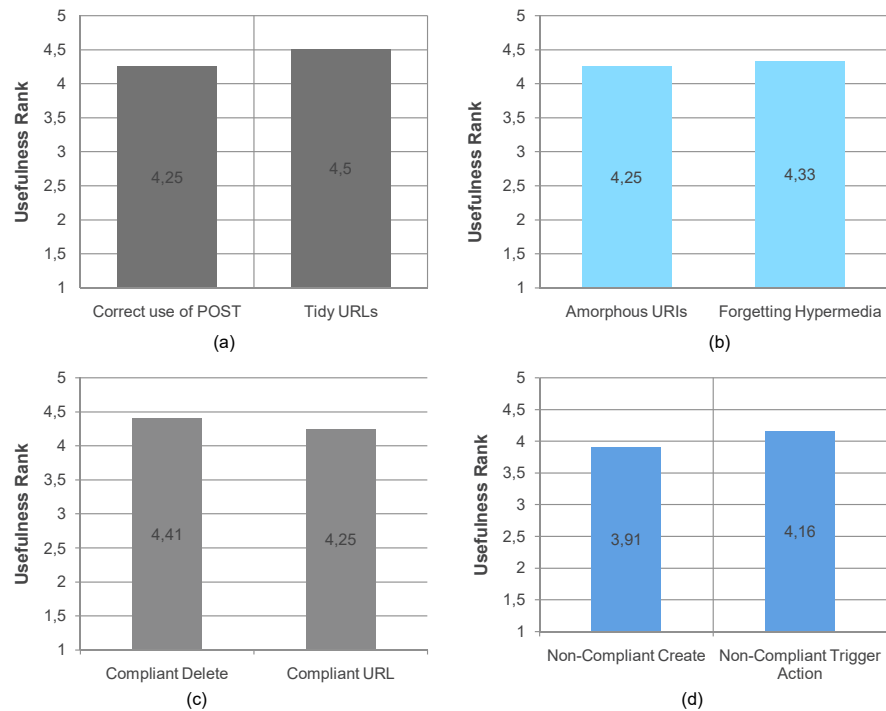 Usefulness Rank
5
4,5
4
3,5
3
2,5
2
1,5
1
4,25
4,5
Correct use of POST
Tidy URLs
(a)
Usefulness Rank
5
4,5
4
3,5
3
2,5
2
1,5
1
4,25
4,33
Amorphous URIs
Forgetting Hypermedia
(b)
Usefulness Rank
5
4,5
4
3,5
3
2,5
2
1,5
1
4,41
4,25
Compliant Delete
Compliant URL
(c)
Usefulness Rank
5
4,5
4
3,5
3
2,5
2
1,5
1
3,91
4,16
Non-Compliant Create
Non-Compliant Trigger
Action
(d)